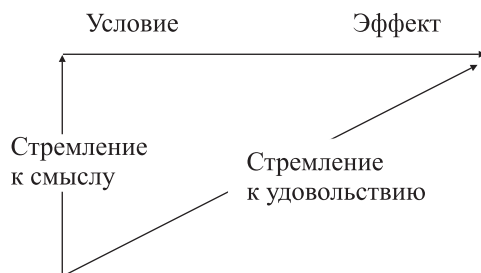 Условие Эффект
Стремление
к смыслу
Стремление
к удовольствию